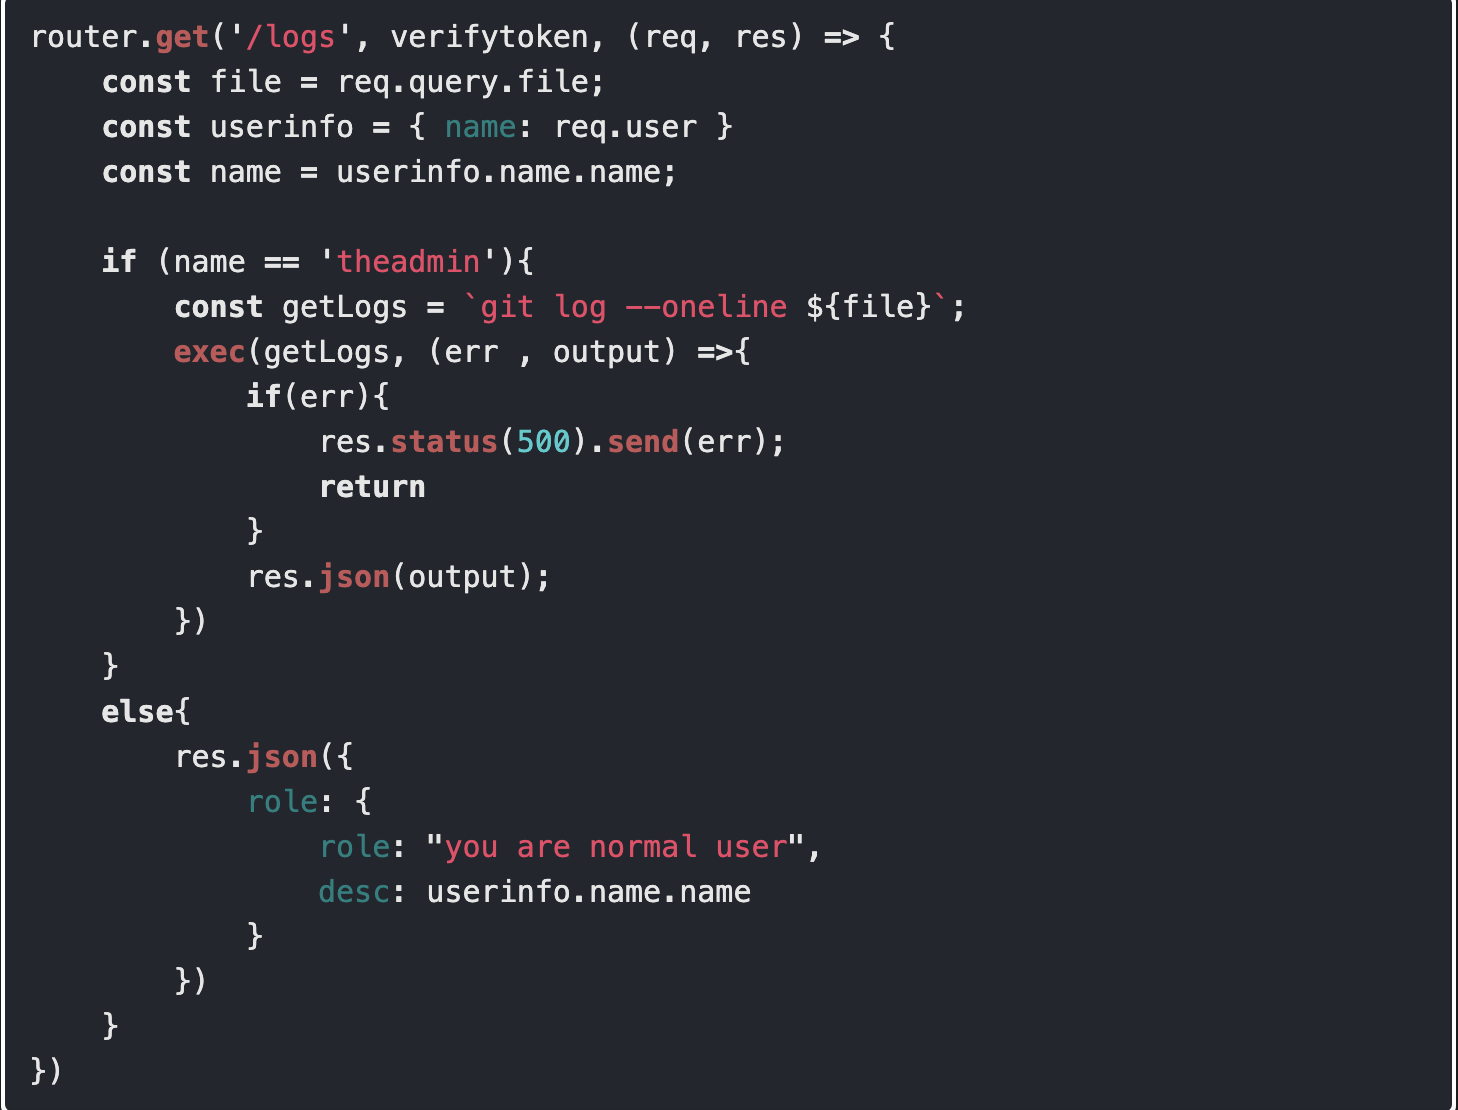 router.get('/logs', verifytoken, (req, res) => {
    const file = req.query.file;
    const userinfo = { name: req.user }
    const name = userinfo.name.name;

    if (name == 'theadmin'){
        const getLogs = `git log --oneline ${file}`;
        exec(getLogs, (err , output) =>{
            if(err){
                res.status(500).send(err);
                return
            }
            res.json(output);
        })
    }
    else{
        res.json({
            role: {
                role: "you are normal user",
                desc: userinfo.name.name
            }
        })
    }
})